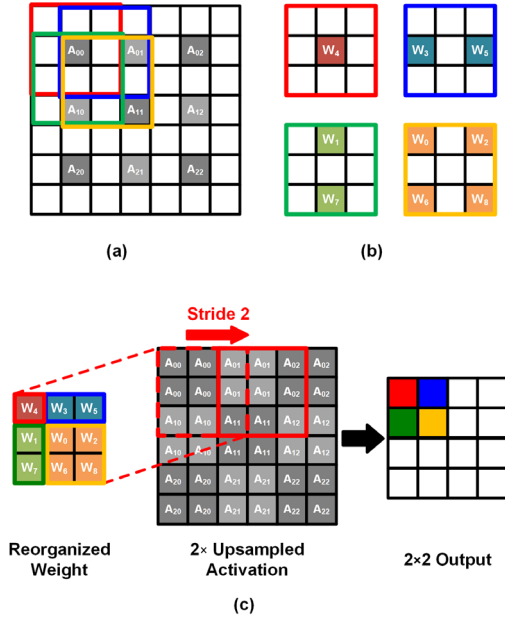 A00 A01 A02
A10 A11 A12
A20 A21 A22
(a)
W4
W3 W5
W1
W7
W0 W2
W6 W8
(b)
Stride 2
W4 W3 W5
W1 W0 W2
W7 W6 W8
Reorganized
Weight
A00 A00 A01 A01 A02 A02
A00 A00 A01 A01 A02 A02
A10 A10 A11 A11 A12 A12
A10 A10 A11 A11 A12 A12
A20 A20 A21 A21 A22 A22
A20 A20 A21 A21 A22 A22
2× Upsampled
Activation
2×2 Output
(c)